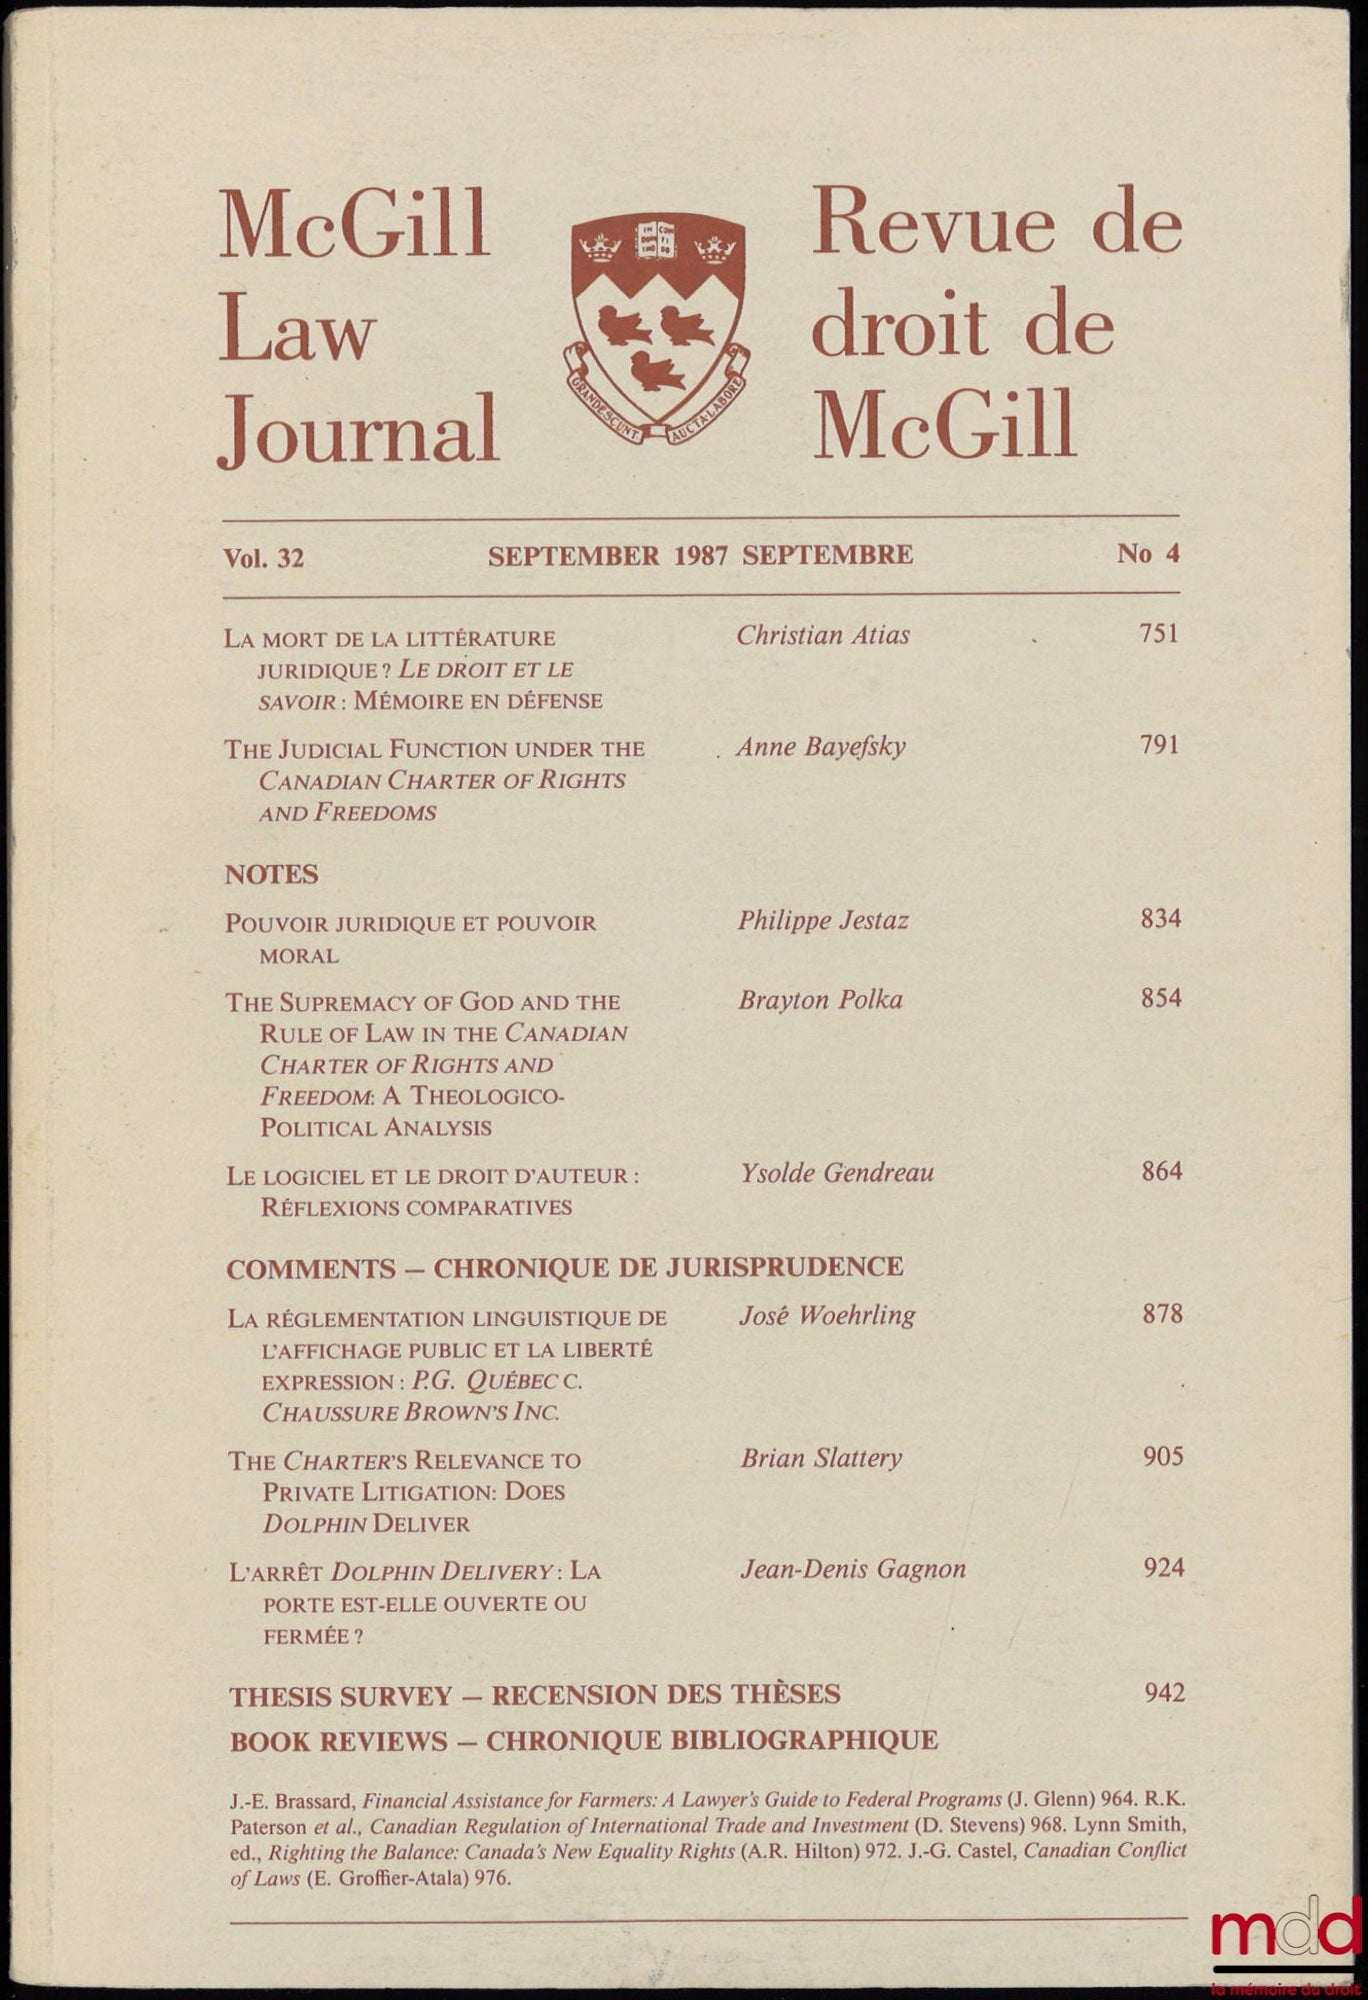 McGill
Law
Journal
IN DOMI INO
CON FI DO
GRANDESCUNT AUCTA·LABORE
Revue de
droit de
McGill
Vol. 32 SEPTEMBER 1987 SEPTEMBRE No 4
LA MORT DE LA LITTÉRATURE Christian Atias 751
JURIDIQUE ? LE DROIT ET LE
SAVOIR : MÉMOIRE EN DÉFENSE
THE JUDICIAL FUNCTION UNDER THE Anne Bayefsky 791
CANADIAN CHARTER OF RIGHTS
AND FREEDOMS
NOTES
POUVOIR JURIDIQUE ET POUVOIR Philippe Jestaz 834
MORAL
THE SUPREMACY OF GOD AND THE Brayton Polka 854
RULE OF LAW IN THE CANADIAN
CHARTER OF RIGHTS AND
FREEDOM: A THEOLOGICO-
POLITICAL ANALYSIS
LE LOGICIEL ET LE DROIT D'AUTEUR : Ysolde Gendreau 864
RÉFLEXIONS COMPARATIVES
COMMENTS – CHRONIQUE DE JURISPRUDENCE
LA RÉGLEMENTATION LINGUISTIQUE DE José Woehrling 878
L'AFFICHAGE PUBLIC ET LA LIBERTÉ
EXPRESSION : P.G. QUÉBEC C.
CHAUSSURE BROWN'S INC.
THE CHARTER'S RELEVANCE TO Brian Slattery 905
PRIVATE LITIGATION: DOES
DOLPHIN DELIVER
L'ARRÊT DOLPHIN DELIVERY : LA Jean-Denis Gagnon 924
PORTE EST-ELLE OUVERTE OU
FERMÉE ?
THESIS SURVEY – RECENSION DES THÈSES 942
BOOK REVIEWS – CHRONIQUE BIBLIOGRAPHIQUE
J.-E. Brassard, Financial Assistance for Farmers: A Lawyer's Guide to Federal Programs (J. Glenn) 964. R.K.
Paterson et al., Canadian Regulation of International Trade and Investment (D. Stevens) 968. Lynn Smith,
ed., Righting the Balance: Canada's New Equality Rights (A.R. Hilton) 972. J.-G. Castel, Canadian Conflict
of Laws (E. Groffier-Atala) 976.
mdd
la mémoire du droit